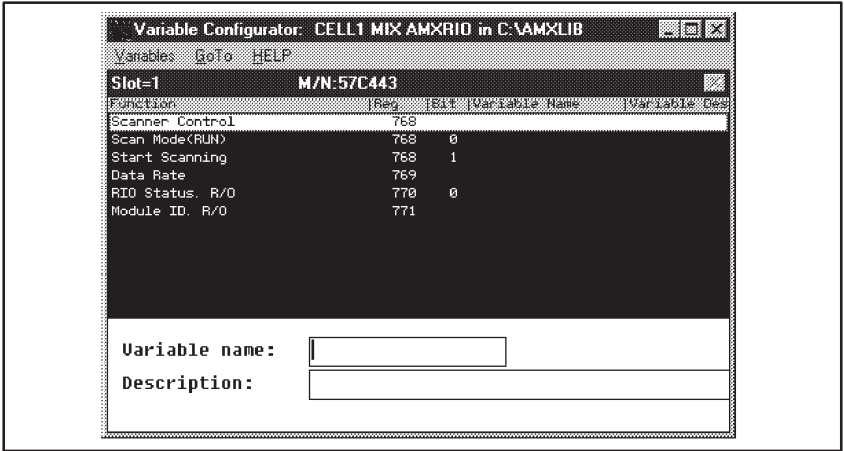 Variable Configurator: CELL1 MIX AMXRIO in C:\AMXLIB
Variables GoTo HELP
Slot=1 M/N:57C443
Function |Reg |Bit |Variable Name |Variable Des
Scanner Control 768
Scan Mode(RUN) 768 0
Start Scanning 768 1
Data Rate 769
RIO Status. R/O 770 0
Module ID. R/O 771
Variable name:
Description: